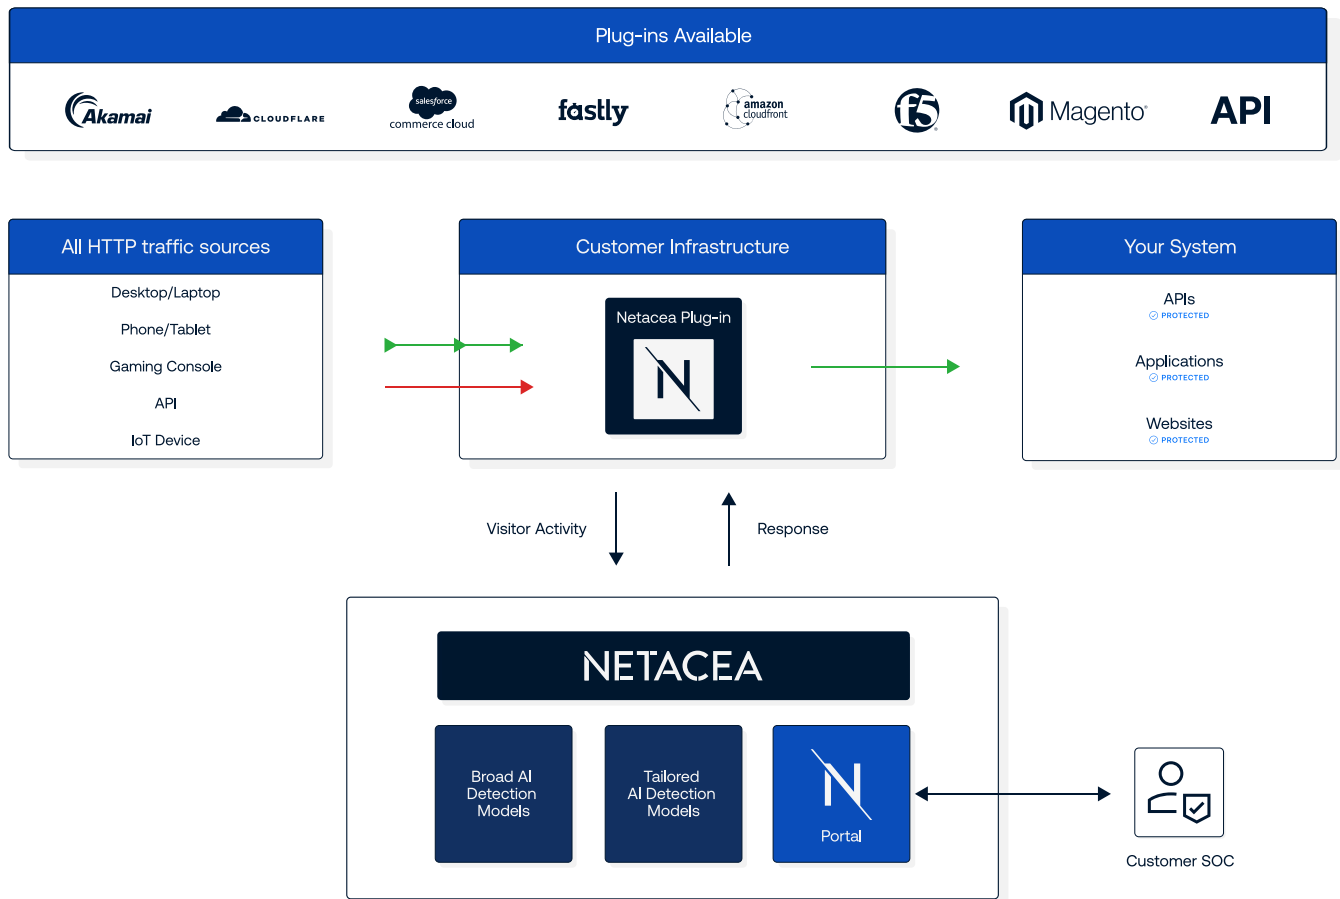 Plug-ins Available
Akamai
CLOUDFLARE
salesforce
commerce cloud
fastly
amazon
cloudfront
f5
Magento
API
All HTTP traffic sources
Desktop/Laptop
Phone/Tablet
Gaming Console
API
IoT Device
Customer Infrastructure
Netacea Plug-in
N
Your System
APIs
PROTECTED
Applications
PROTECTED
Websites
PROTECTED
Visitor Activity
Response
NETACEA
Broad AI
Detection
Models
Tailored
AI Detection
Models
N
Portal
Customer SOC